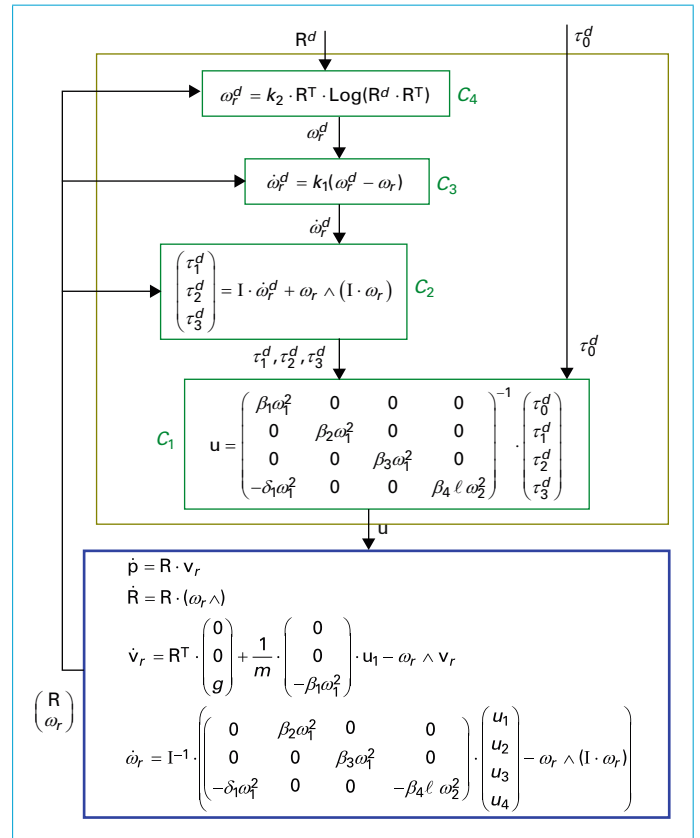 R^d
τ_0^d
ω_r^d = k_2 · R^T · Log(R^d · R^T)   C_4
ω_r^d
ω̇_r^d = k_1(ω_r^d − ω_r)   C_3
ω̇_r^d
(τ_1^d; τ_2^d; τ_3^d) = I · ω̇_r^d + ω_r ∧ (I · ω_r)   C_2
τ_1^d, τ_2^d, τ_3^d
τ_0^d
C_1   u = (β_1ω_1^2 0 0 0; 0 β_2ω_1^2 0 0; 0 0 β_3ω_1^2 0; −δ_1ω_1^2 0 0 β_4 ℓ ω_2^2)^{−1} · (τ_0^d; τ_1^d; τ_2^d; τ_3^d)
u
ṗ = R · v_r
Ṙ = R · (ω_r ∧)
v̇_r = R^T · (0; 0; g) + 1/m · (0; 0; −β_1ω_1^2) · u_1 − ω_r ∧ v_r
(R; ω_r)
ω̇_r = I^{−1} · ((0 β_2ω_1^2 0 0; 0 0 β_3ω_1^2 0; −δ_1ω_1^2 0 0 −β_4 ℓ ω_2^2) · (u_1; u_2; u_3; u_4) − ω_r ∧ (I · ω_r))